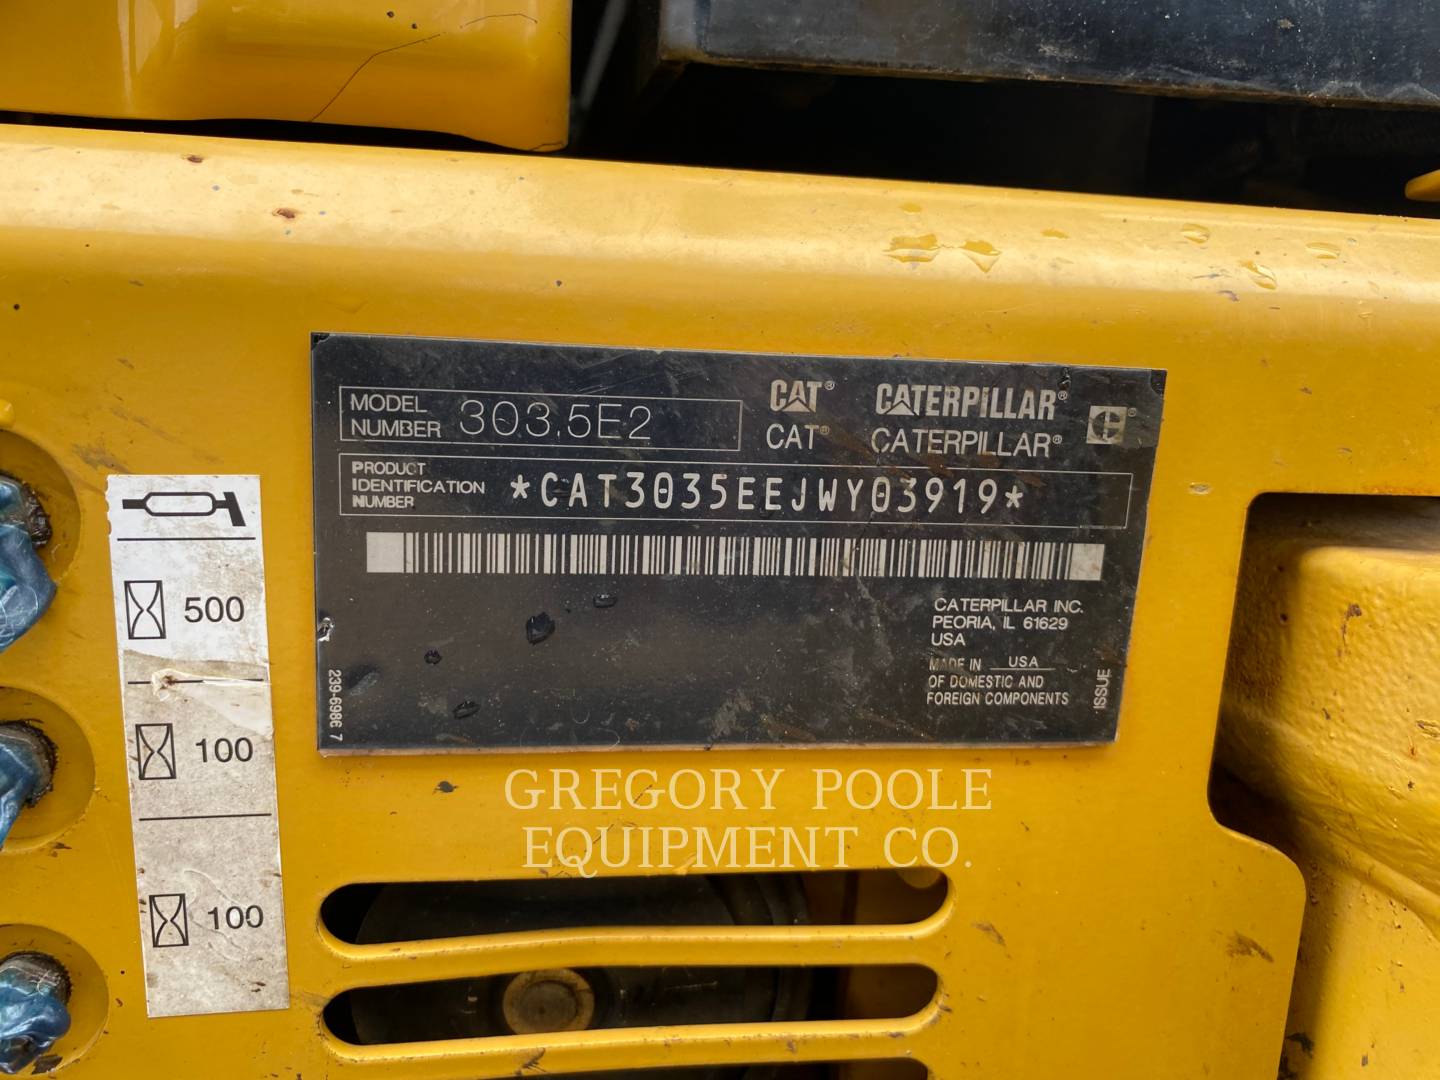 MODEL
NUMBER 303.5E2
CAT® CATERPILLAR®
CAT® CATERPILLAR®
PRODUCT
IDENTIFICATION
NUMBER
*CAT3035EEJWY03919*
CATERPILLAR INC.
PEORIA, IL 61629
USA
MADE IN USA
OF DOMESTIC AND
FOREIGN COMPONENTS
ISSUE
239-6986 7
500
100
100
GREGORY POOLE
EQUIPMENT CO.